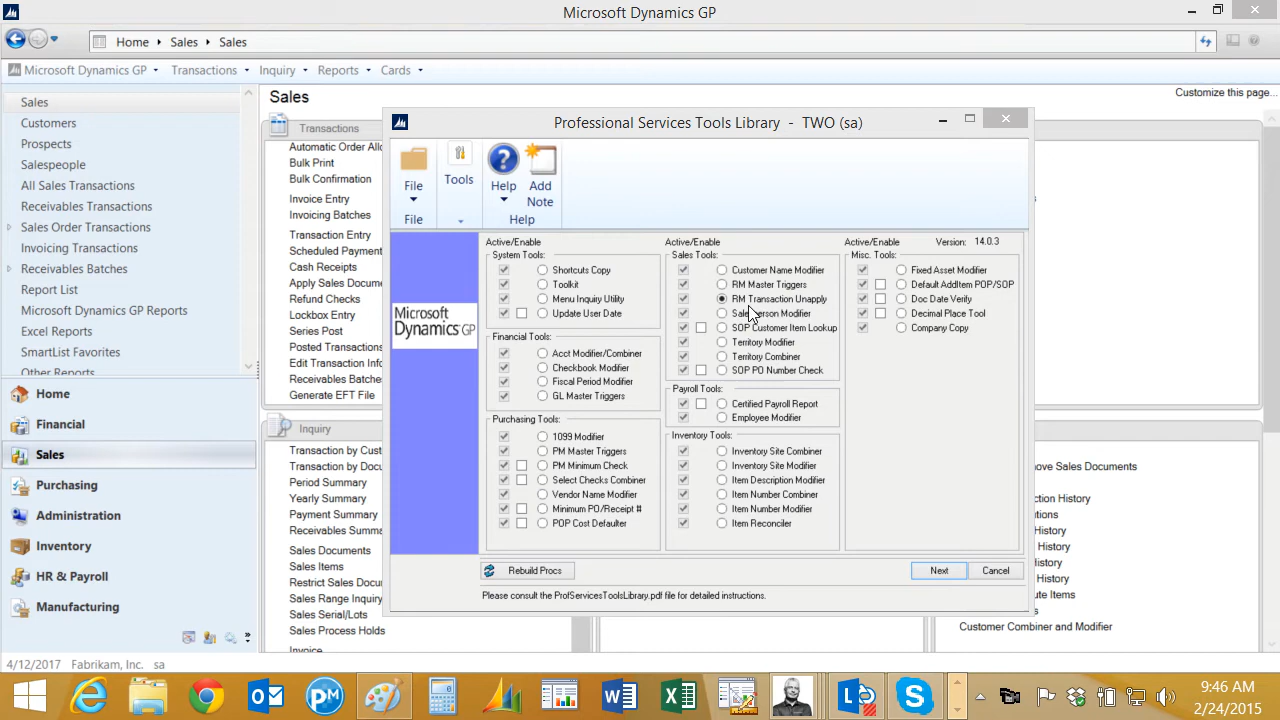 Microsoft Dynamics GP
Home Sales Sales
Microsoft Dynamics GP Transactions Inquiry Reports Cards
Customize this page...
Sales
Customers
Prospects
Salespeople
All Sales Transactions
Receivables Transactions
Sales Order Transactions
Invoicing Transactions
Receivables Batches
Report List
Microsoft Dynamics GP Reports
Excel Reports
SmartList Favorites
Other Reports
Home
Financial
Sales
Purchasing
Administration
Inventory
HR & Payroll
Manufacturing
Sales
Transactions
Automatic Order Allo
Bulk Print
Bulk Confirmation
Invoice Entry
Invoicing Batches
Transaction Entry
Scheduled Payment
Cash Receipts
Apply Sales Docume
Refund Checks
Lockbox Entry
Series Post
Posted Transactions
Edit Transaction Info
Receivables Batches
Generate EFT File
Inquiry
Transaction by Cust
Transaction by Docu
Period Summary
Yearly Summary
Payment Summary
Receivables Summa
Sales Documents
Sales Items
Restrict Sales Docum
Sales Range Inquiry
Sales Serial/Lots
Sales Process Holds
Invoice
Professional Services Tools Library - TWO (sa)
File
Tools
Help
Add
Note
File
Help
Microsoft
Dynamics GP
Active/Enable
System Tools:
Shortcuts Copy
Toolkit
Menu Inquiry Utility
Update User Date
Financial Tools:
Acct Modifier/Combiner
Checkbook Modifier
Fiscal Period Modifier
GL Master Triggers
Purchasing Tools:
1099 Modifier
PM Master Triggers
PM Minimum Check
Select Checks Combiner
Vendor Name Modifier
Minimum PO/Receipt #
POP Cost Defaulter
Active/Enable
Sales Tools:
Customer Name Modifier
RM Master Triggers
RM Transaction Unapply
Salesperson Modifier
SOP Customer Item Lookup
Territory Modifier
Territory Combiner
SOP PO Number Check
Payroll Tools:
Certified Payroll Report
Employee Modifier
Inventory Tools:
Inventory Site Combiner
Inventory Site Modifier
Item Description Modifier
Item Number Combiner
Item Number Modifier
Item Reconciler
Active/Enable Version: 14.0.3
Misc. Tools:
Fixed Asset Modifier
Default AddItem POP/SOP
Doc Date Verify
Decimal Place Tool
Company Copy
Rebuild Procs
Next
Cancel
Please consult the ProfServicesToolsLibrary.pdf file for detailed instructions.
ove Sales Documents
ction History
tions
History
History
ute Items
History
Customer Combiner and Modifier
4/12/2017 Fabrikam, Inc. sa
9:46 AM
2/24/2015